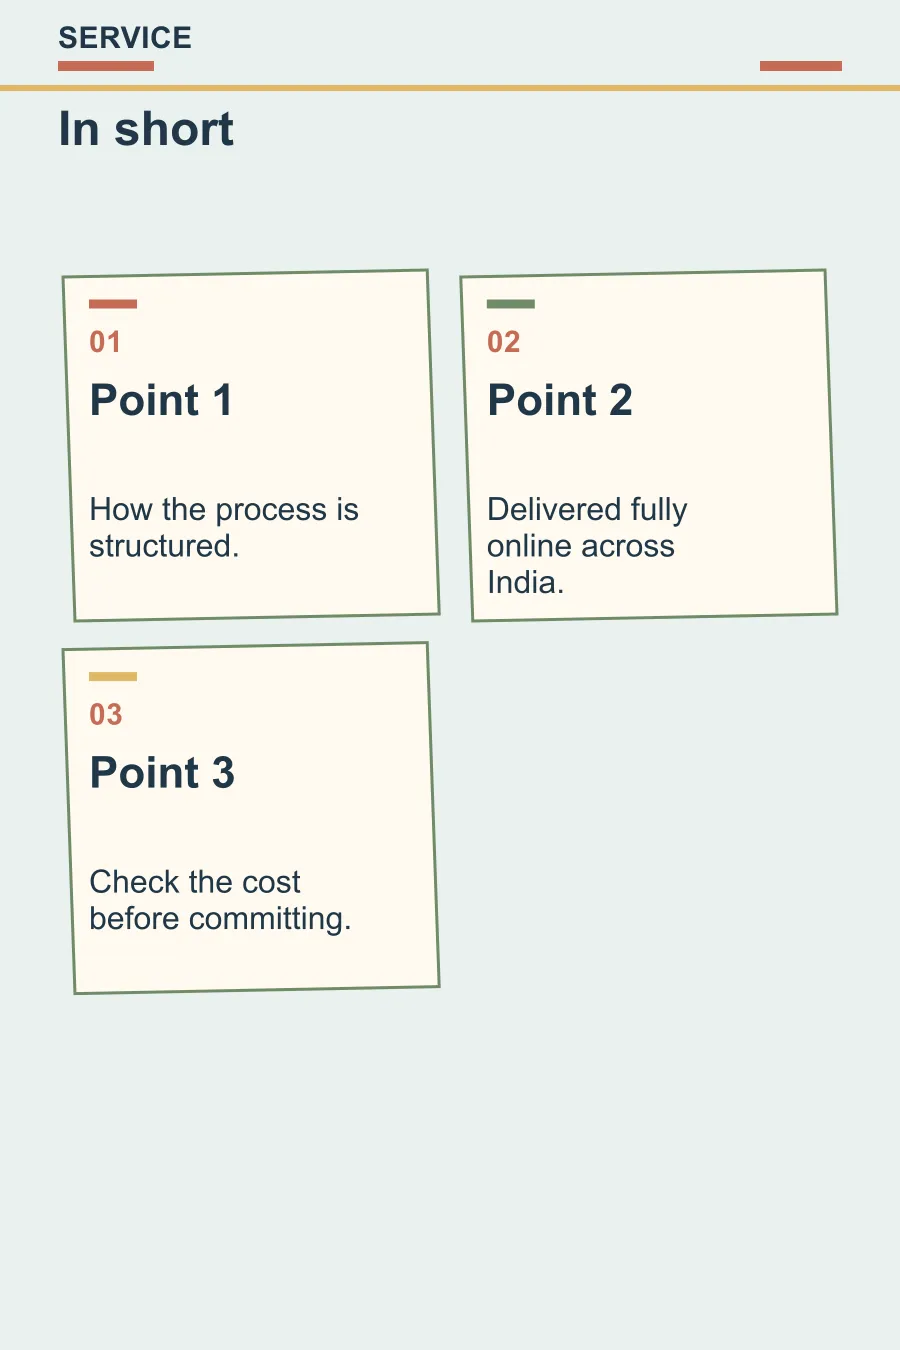 SERVICE
In short
01
Point 1
How the process is
structured.
02
Point 2
Delivered fully
online across
India.
03
Point 3
Check the cost
before committing.